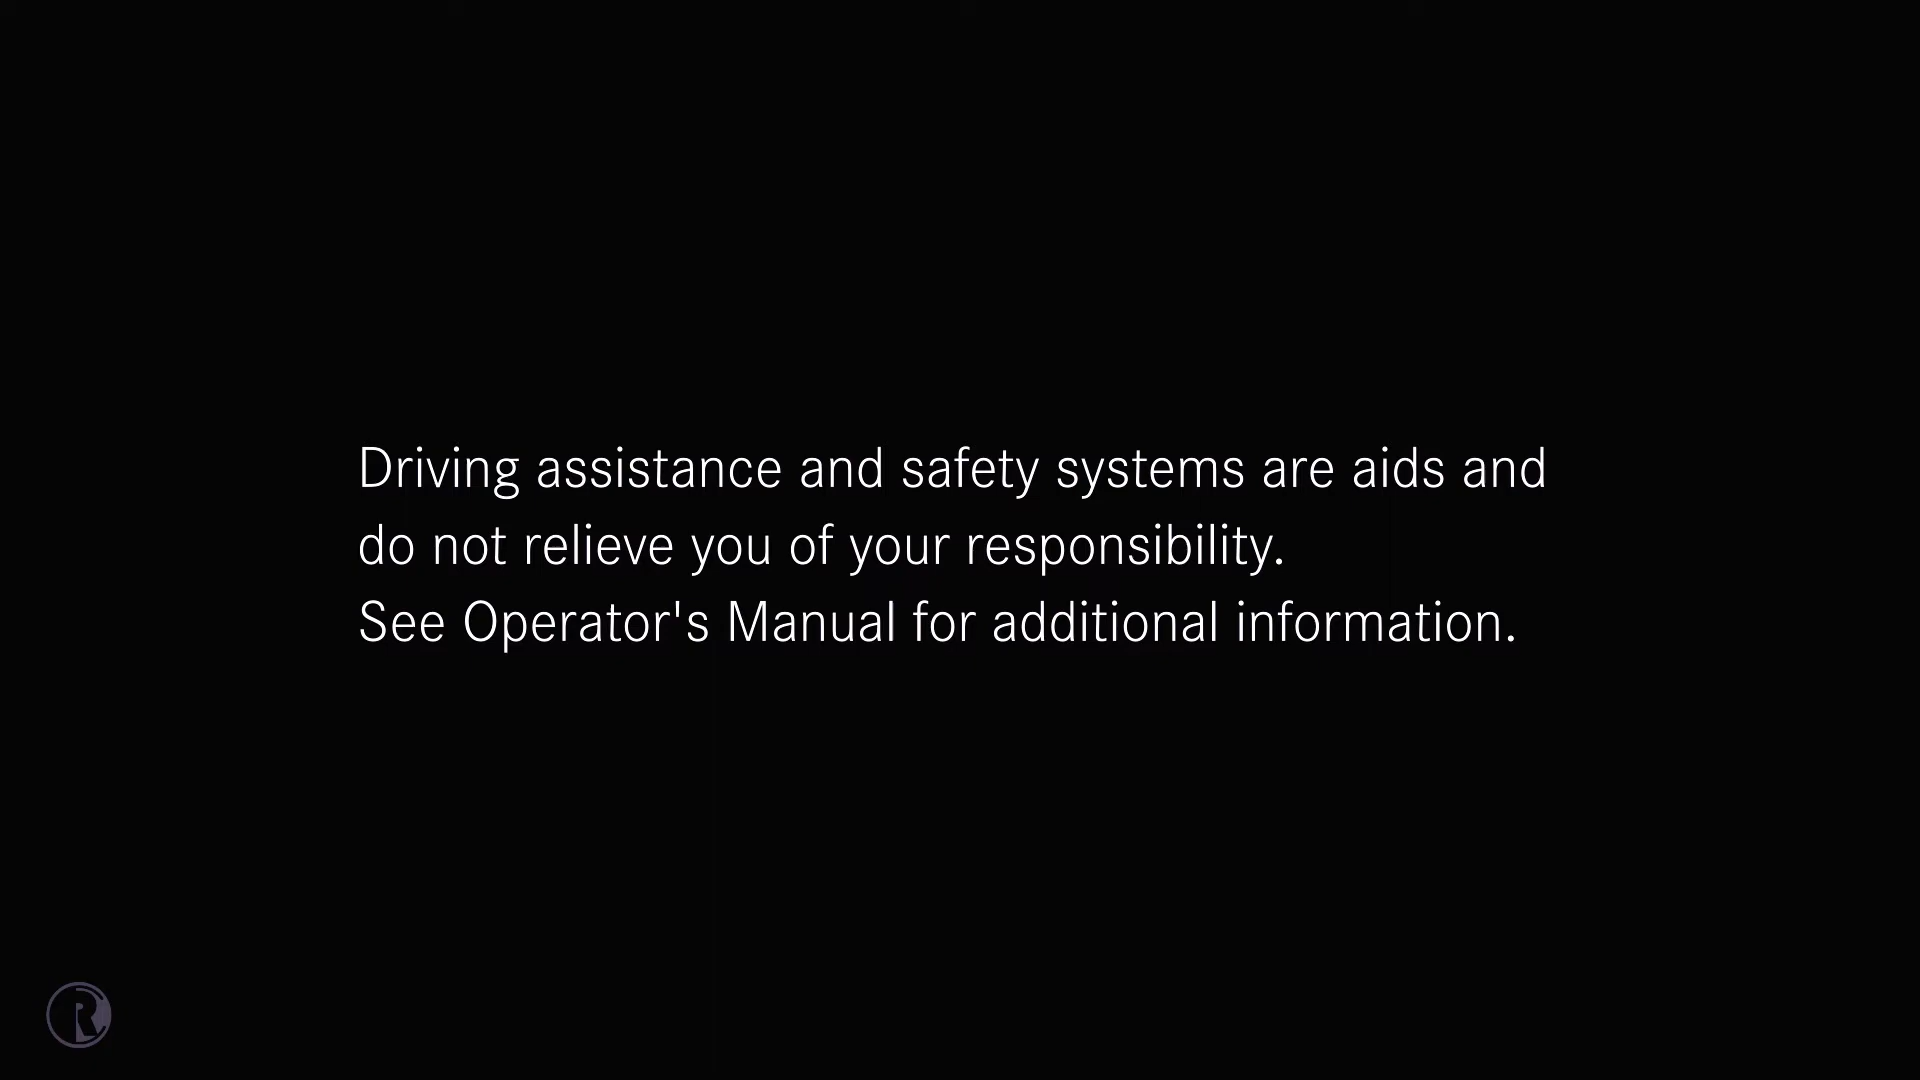 Driving assistance and safety systems are aids and
do not relieve you of your responsibility.
See Operator's Manual for additional information.
R